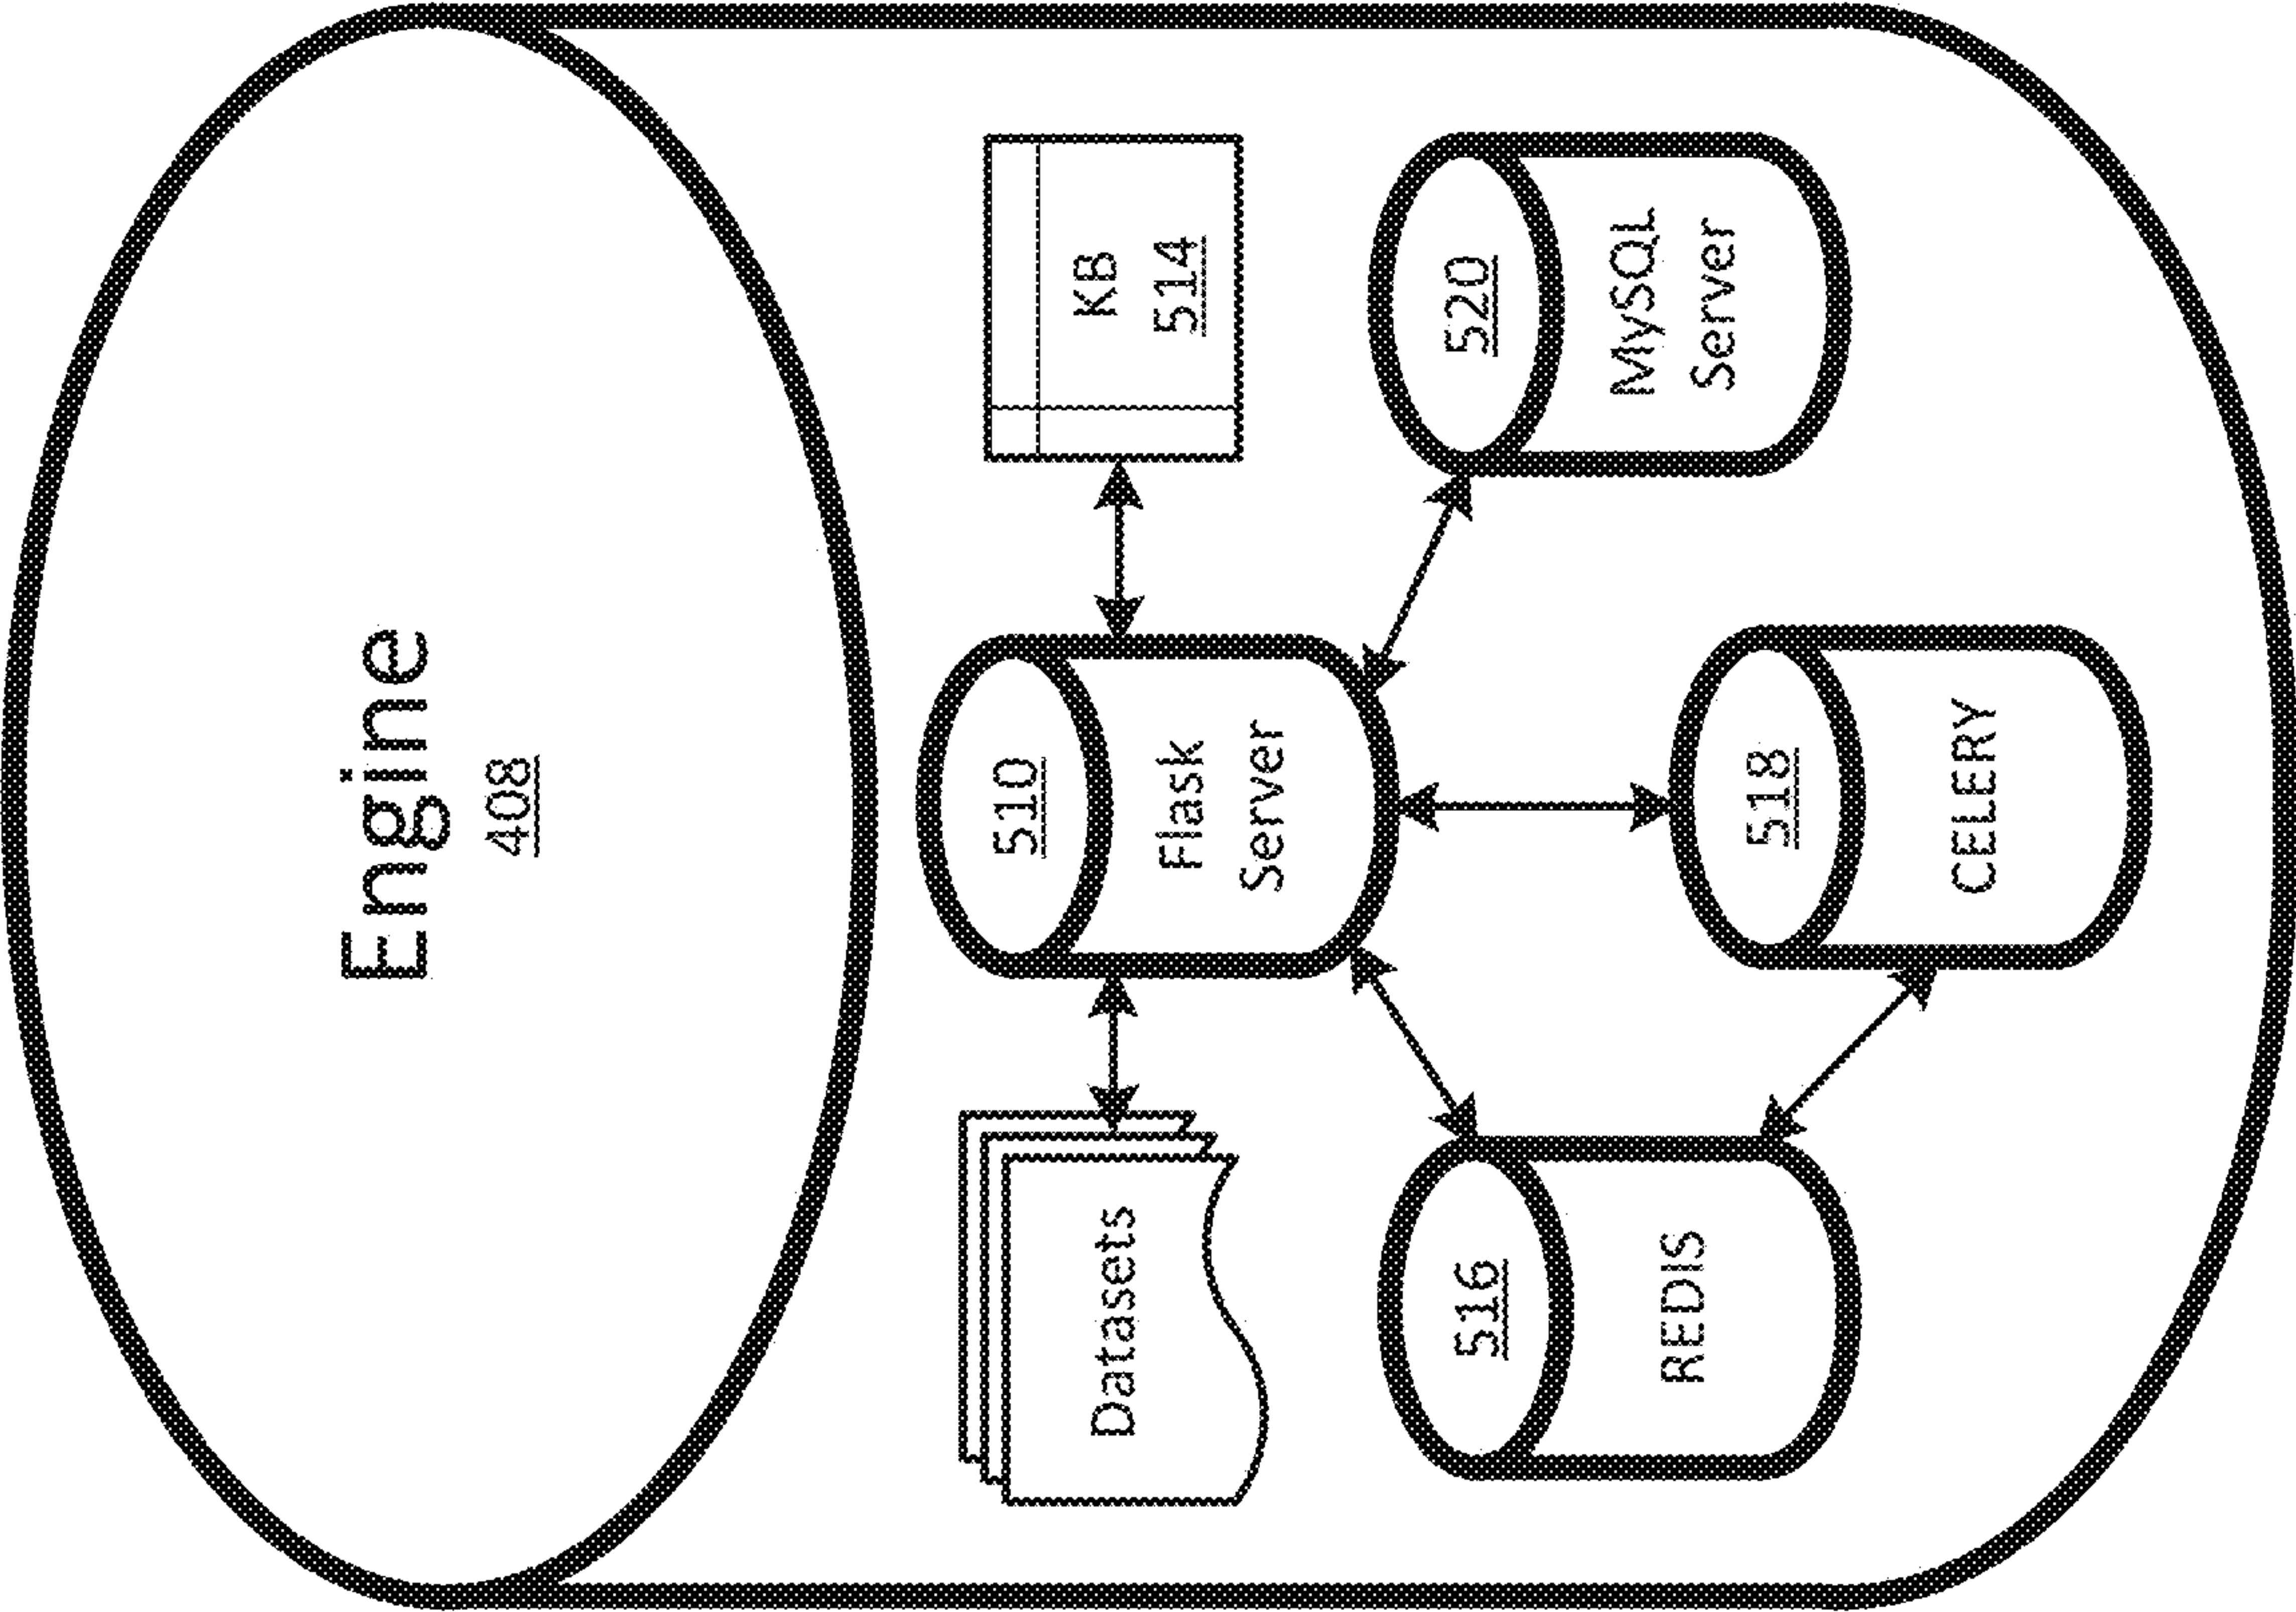 Engine
408
Datasets
510
Flask
Server
KB
514
516
REDIS
518
CELERY
520
MySQL
Server